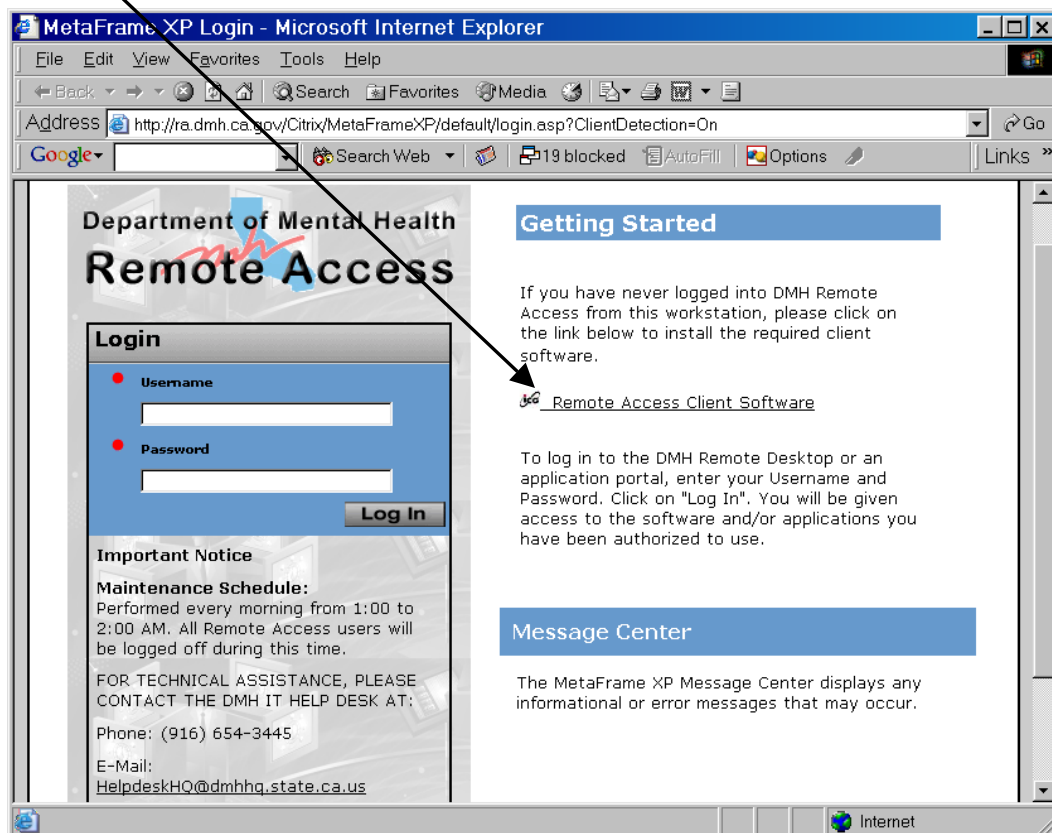 MetaFrame XP Login - Microsoft Internet Explorer
File Edit View Favorites Tools Help
Back Search Favorites Media
Address http://ra.dmh.ca.gov/Citrix/MetaFrameXP/default/login.asp?ClientDetection=On Go
Google Search Web 19 blocked AutoFill Options Links »
Department of Mental Health
Remote Access
Login
Username
Password
Log In
Important Notice
Maintenance Schedule:
Performed every morning from 1:00 to
2:00 AM. All Remote Access users will
be logged off during this time.
FOR TECHNICAL ASSISTANCE, PLEASE
CONTACT THE DMH IT HELP DESK AT:
Phone: (916) 654-3445
E-Mail:
HelpdeskHQ@dmhhq.state.ca.us
Getting Started
If you have never logged into DMH Remote
Access from this workstation, please click on
the link below to install the required client
software.
Remote Access Client Software
To log in to the DMH Remote Desktop or an
application portal, enter your Username and
Password. Click on "Log In". You will be given
access to the software and/or applications you
have been authorized to use.
Message Center
The MetaFrame XP Message Center displays any
informational or error messages that may occur.
Internet